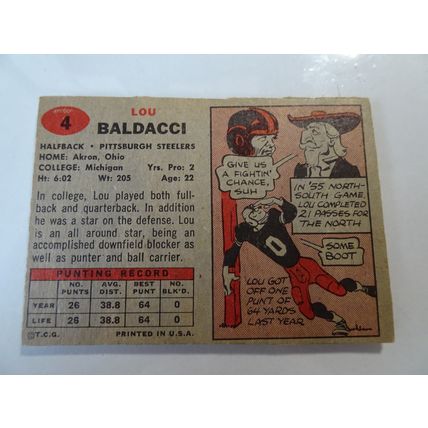 4
LOU
BALDACCI
HALFBACK • PITTSBURGH STEELERS
HOME: Akron, Ohio
COLLEGE: Michigan Yrs. Pro: 2
Ht: 6:02 Wt: 205 Age: 22
In college, Lou played both full-
back and quarterback. In addition
he was a star on the defense. Lou
is an all around star, being an
accomplished downfield blocker as
well as punter and ball carrier.
PUNTING RECORD
NO. PUNTS AVG. DIST. BEST PUNT NO. BLK'D.
YEAR 26 38.8 64 0
LIFE 26 38.8 64 0
©T.C.G. PRINTED IN U.S.A.
GIVE US
A FIGHTIN'
CHANCE,
SUH
IN '55 NORTH-
SOUTH GAME,
LOU COMPLETED
21 PASSES FOR
THE NORTH
0
SOME
BOOT
LOU GOT
OFF ONE
PUNT OF
64 YARDS
LAST YEAR